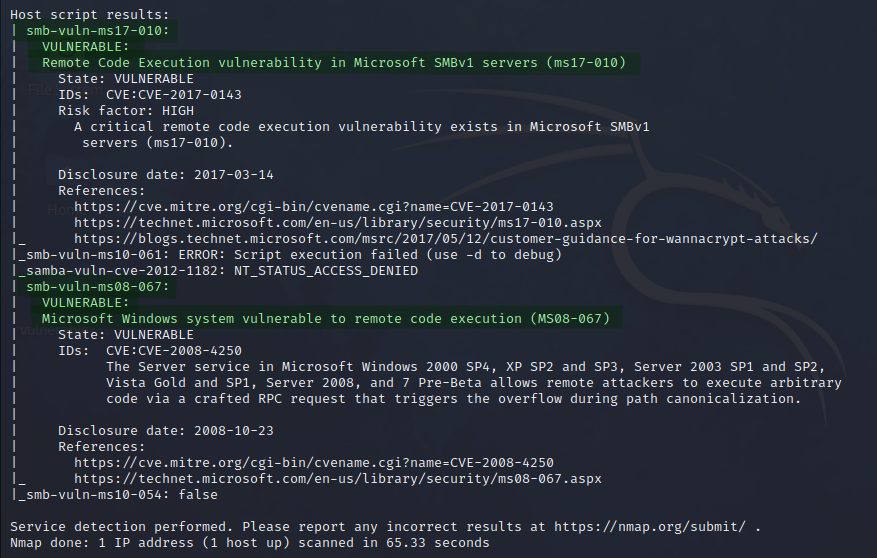 Host script results:
| smb-vuln-ms17-010:
|   VULNERABLE:
|   Remote Code Execution vulnerability in Microsoft SMBv1 servers (ms17-010)
|     State: VULNERABLE
|     IDs:  CVE:CVE-2017-0143
|     Risk factor: HIGH
|       A critical remote code execution vulnerability exists in Microsoft SMBv1
|        servers (ms17-010).
|
|     Disclosure date: 2017-03-14
|     References:
|       https://cve.mitre.org/cgi-bin/cvename.cgi?name=CVE-2017-0143
|       https://technet.microsoft.com/en-us/library/security/ms17-010.aspx
|_      https://blogs.technet.microsoft.com/msrc/2017/05/12/customer-guidance-for-wannacrypt-attacks/
|_smb-vuln-ms10-061: ERROR: Script execution failed (use -d to debug)
|_samba-vuln-cve-2012-1182: NT_STATUS_ACCESS_DENIED
| smb-vuln-ms08-067:
|   VULNERABLE:
|   Microsoft Windows system vulnerable to remote code execution (MS08-067)
|     State: VULNERABLE
|     IDs:  CVE:CVE-2008-4250
|           The Server service in Microsoft Windows 2000 SP4, XP SP2 and SP3, Server 2003 SP1 and SP2,
|           Vista Gold and SP1, Server 2008, and 7 Pre-Beta allows remote attackers to execute arbitrary
|           code via a crafted RPC request that triggers the overflow during path canonicalization.
|
|     Disclosure date: 2008-10-23
|     References:
|       https://cve.mitre.org/cgi-bin/cvename.cgi?name=CVE-2008-4250
|_      https://technet.microsoft.com/en-us/library/security/ms08-067.aspx
|_smb-vuln-ms10-054: false

Service detection performed. Please report any incorrect results at https://nmap.org/submit/ .
Nmap done: 1 IP address (1 host up) scanned in 65.33 seconds